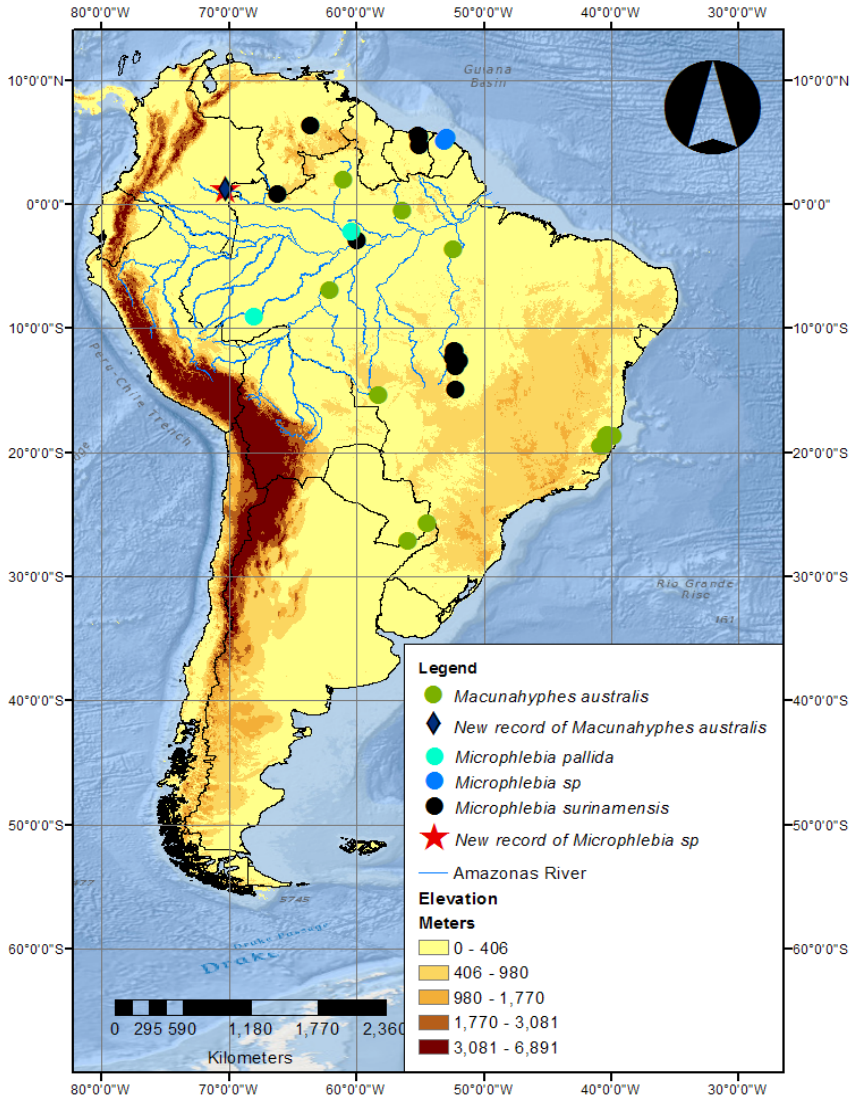 80°0'0"W 70°0'0"W 60°0'0"W 50°0'0"W 40°0'0"W 30°0'0"W
Guiana
Basin
10°0'0"N 10°0'0"N
0°0'0" 0°0'0"
10°0'0"S 10°0'0"S
Peru-Chile Trench
20°0'0"S 20°0'0"S
30°0'0"S 30°0'0"S
Rio Grande
Rise
161
Legend
Macunahyphes australis
New record of Macunahyphes australis
Microphlebia pallida
Microphlebia sp
Microphlebia surinamensis
New record of Microphlebia sp
Amazonas River
Elevation
Meters
0 - 406
406 - 980
980 - 1,770
1,770 - 3,081
3,081 - 6,891
40°0'0"S 40°0'0"S
50°0'0"S 50°0'0"S
5745
Drake Passage
Drake
60°0'0"S 60°0'0"S
0 295 590 1,180 1,770 2,360
Kilometers
80°0'0"W 70°0'0"W 60°0'0"W 50°0'0"W 40°0'0"W 30°0'0"W